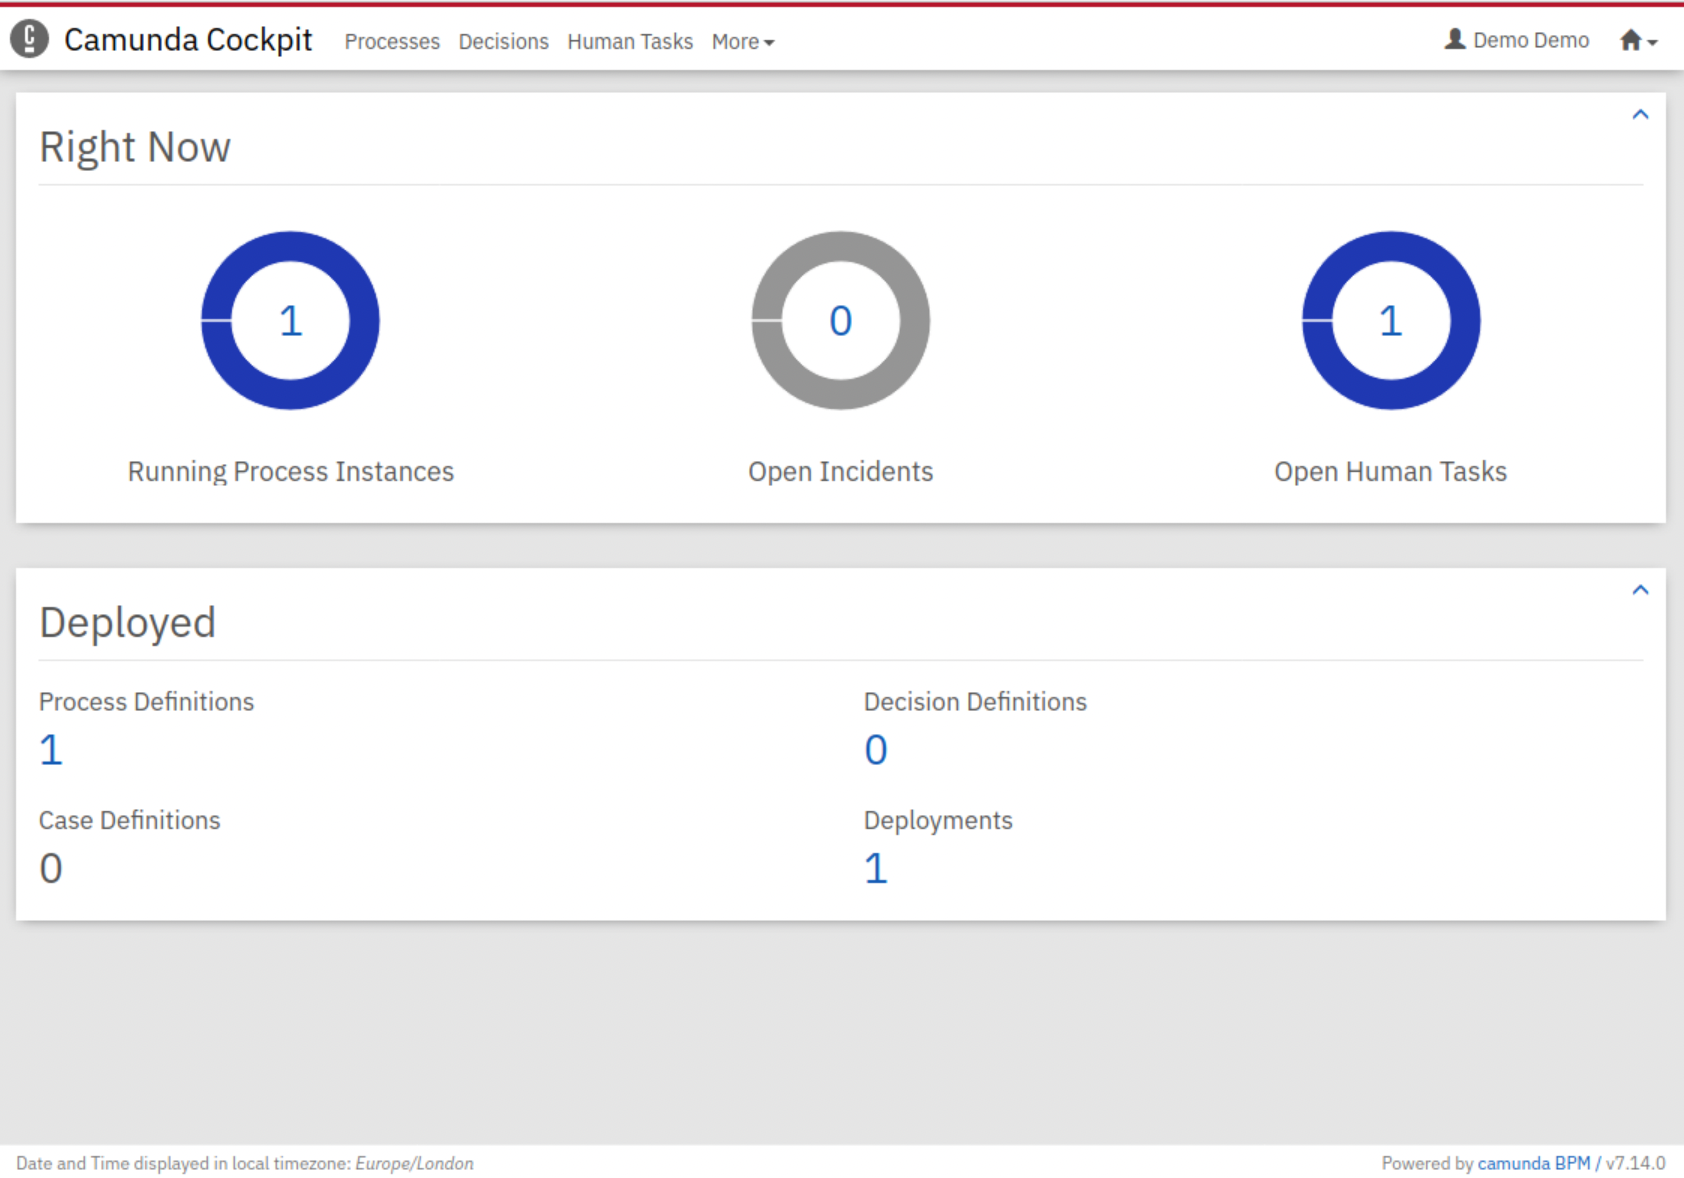 Camunda Cockpit Processes Decisions Human Tasks More Demo Demo
Right Now
1 0 1
Running Process Instances Open Incidents Open Human Tasks
Deployed
Process Definitions Decision Definitions
1 0
Case Definitions Deployments
0 1
Date and Time displayed in local timezone: Europe/London Powered by camunda BPM / v7.14.0